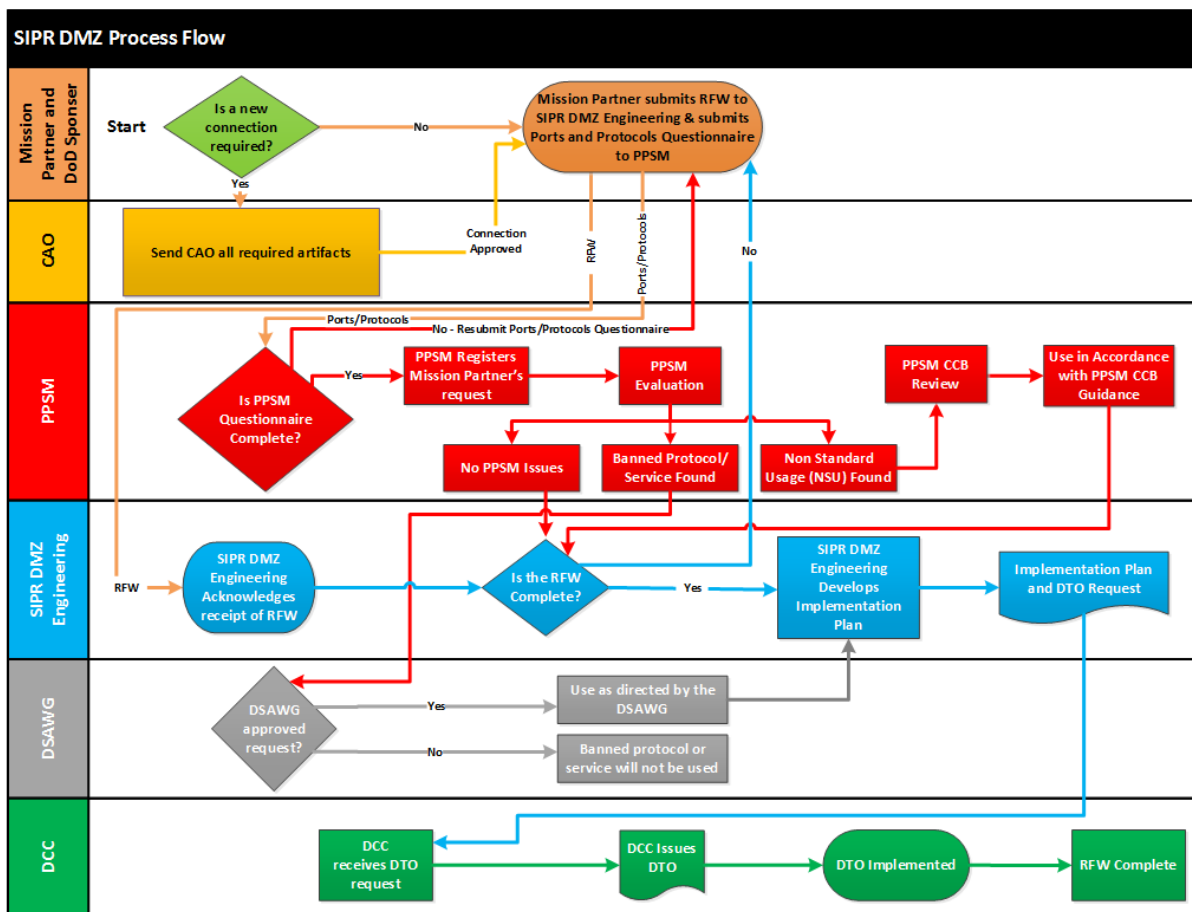 SIPR DMZ Process Flow
Mission
Partner and
DoD Sponser
Start
Is a new
connection
required?
No
Yes
Mission Partner submits RFW to
SIPR DMZ Engineering & submits
Ports and Protocols Questionnaire
to PPSM
CAO
Send CAO all required artifacts
Connection
Approved
RFW
Ports/Protocols
No
PPSM
Ports/Protocols
No - Resubmit Ports/Protocols Questionnaire
Is PPSM
Questionnaire
Complete?
Yes
PPSM Registers
Mission Partner's
request
PPSM
Evaluation
PPSM CCB
Review
Use in Accordance
with PPSM CCB
Guidance
No PPSM Issues
Banned Protocol/
Service Found
Non Standard
Usage (NSU) Found
SIPR DMZ
Engineering
RFW
SIPR DMZ
Engineering
Acknowledges
receipt of RFW
Is the RFW
Complete?
Yes
SIPR DMZ
Engineering
Develops
Implementation
Plan
Implementation Plan
and DTO Request
DSAWG
DSAWG
approved
request?
Yes
Use as directed by the
DSAWG
No
Banned protocol or
service will not be used
DCC
DCC
receives DTO
request
DCC Issues
DTO
DTO Implemented
RFW Complete